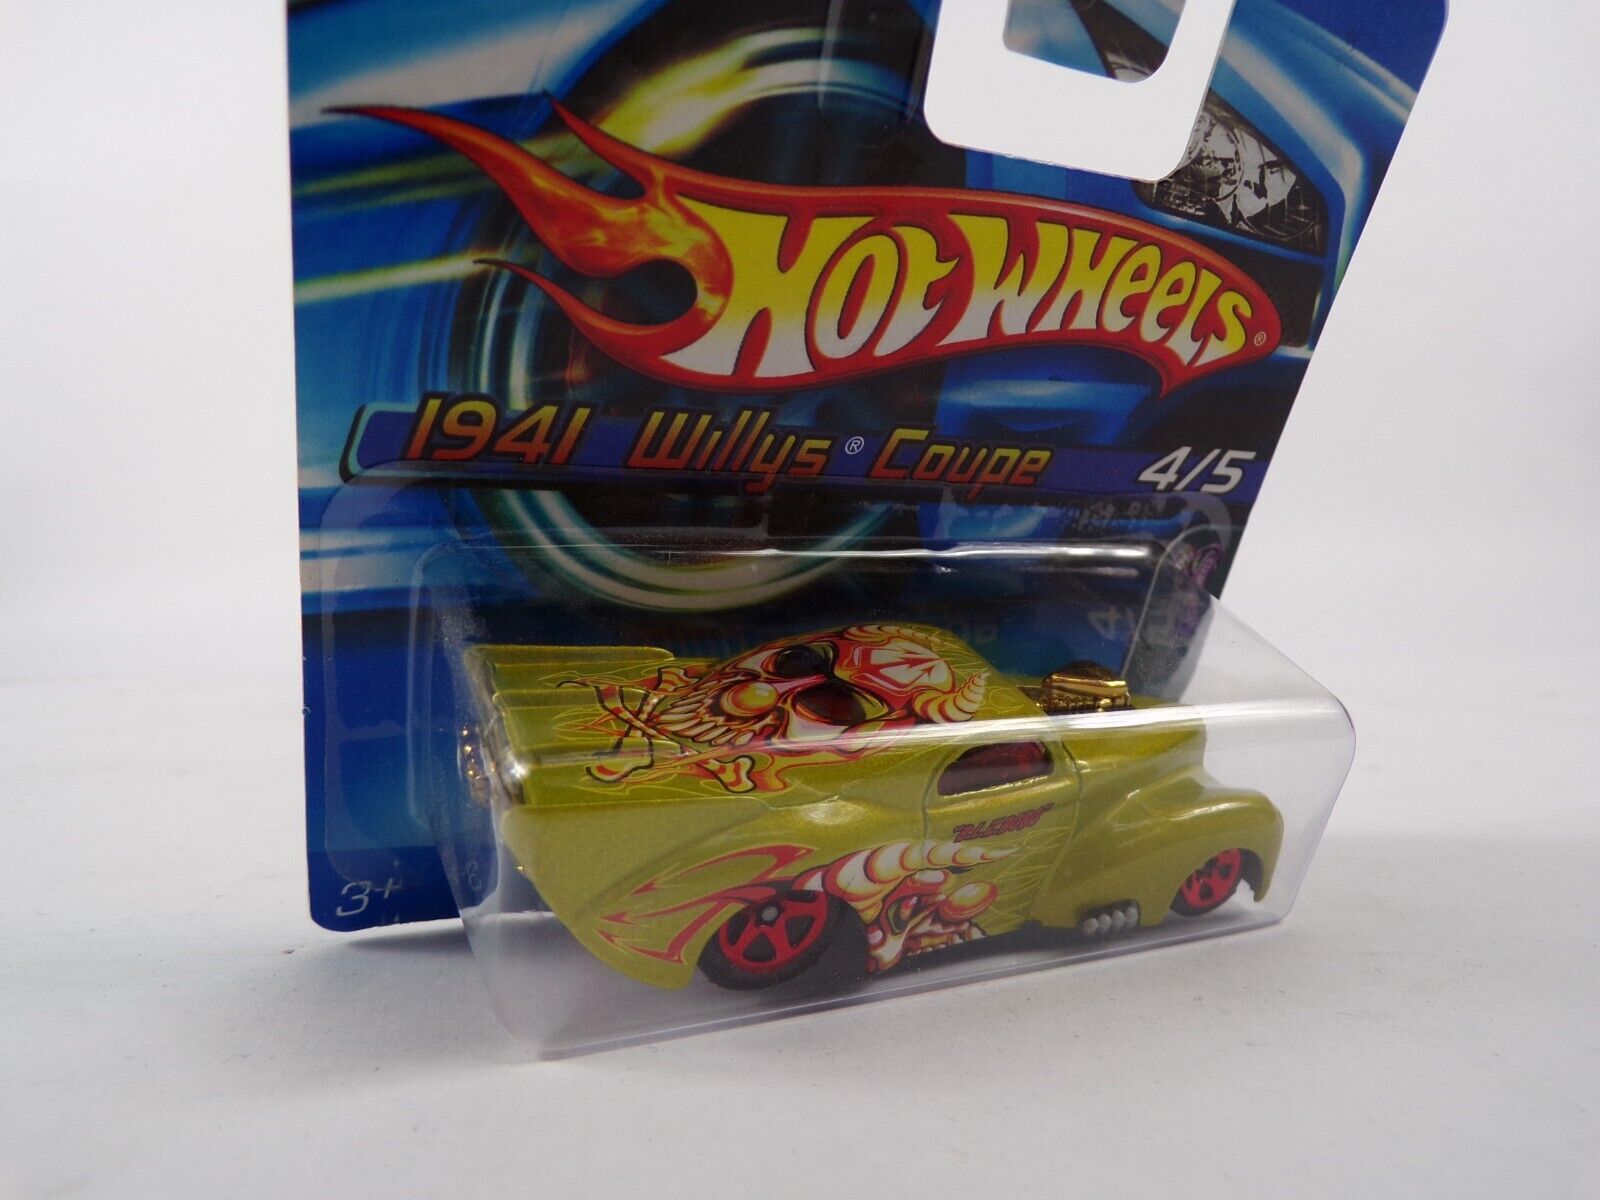 HOT WHEELS®
1941 Willys® Coupe 4/5
3+